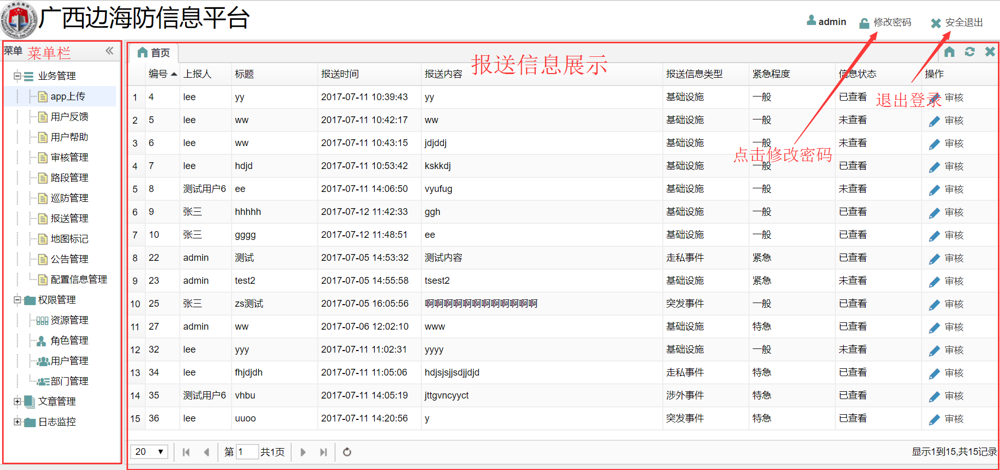 广西边海防信息平台
admin 修改密码 安全退出
菜单 菜单栏
首页
报送信息展示
业务管理
app上传
用户反馈
用户帮助
审核管理
路段管理
巡防管理
报送管理
地图标记
公告管理
配置信息管理
权限管理
资源管理
角色管理
用户管理
部门管理
文章管理
日志监控
编号 上报人 标题 报送时间 报送内容 报送信息类型 紧急程度 信息状态 操作
1 4 lee yy 2017-07-11 10:39:43 yy 基础设施 一般 已查看 审核
退出登录
2 5 lee ww 2017-07-11 10:42:17 ww 基础设施 一般 未查看 审核
3 6 lee ww 2017-07-11 10:43:15 jdjddj 基础设施 一般 未查看 审核
点击修改密码
4 7 lee hdjd 2017-07-11 10:53:42 kskkdj 基础设施 一般 已查看 审核
5 8 测试用户6 ee 2017-07-11 14:06:50 vyufug 基础设施 一般 未查看 审核
6 9 张三 hhhhh 2017-07-12 11:42:33 ggh 基础设施 一般 已查看 审核
7 10 张三 gggg 2017-07-12 11:48:51 ee 基础设施 一般 已查看 审核
8 22 admin 测试 2017-07-05 14:53:32 测试内容 走私事件 紧急 已查看 审核
9 23 admin test2 2017-07-05 14:55:58 tsest2 基础设施 紧急 未查看 审核
10 25 张三 zs测试 2017-07-05 16:05:56 啊啊啊啊啊啊啊啊啊啊啊啊 突发事件 一般 已查看 审核
11 27 admin ww 2017-07-06 12:02:10 www 基础设施 特急 已查看 审核
12 32 lee yyy 2017-07-11 11:02:31 yyyy 基础设施 一般 未查看 审核
13 34 lee fhjdjdh 2017-07-11 11:05:06 hdjsjsjjsdjjdjd 走私事件 特急 已查看 审核
14 35 测试用户6 vhbu 2017-07-11 14:05:19 jttgvncyyct 涉外事件 特急 已查看 审核
15 36 lee uuoo 2017-07-11 14:20:56 y 突发事件 特急 已查看 审核
20 第 1 共1页 显示1到15,共15记录